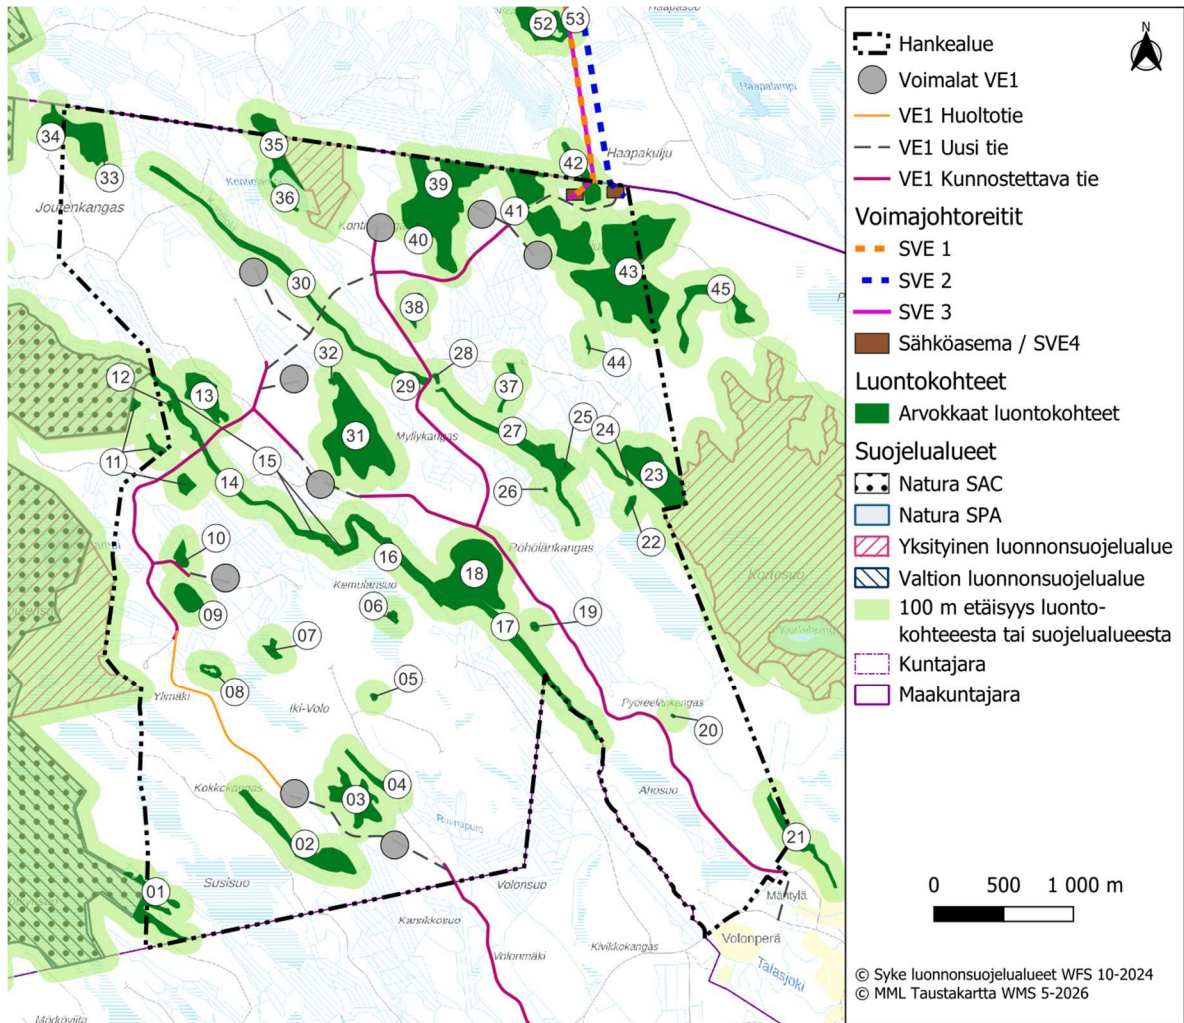 Haapasuo
52
53
Haapalampi
34
35
42
Haapakulju
33
39
36
41
Joutenkangas
40
43
30
45
38
32
28
44
12
29
37
13
25
24
31
Myllykangas
27
15
23
11
14
26
10
Röhölänkangas
22
16
18
Kemulansuo
09
06
19
07
17
08
Ylimäki
05
Iki-Volo
Pyöreelänkangas
20
Kokkokangas
04
03
Ahosuo
02
21
01
Susisuo
Volonsuo
Mäntylä
Karsikkosuo
Kivikkokangas
Volonperä
Volonmäki
Talasjoki
N
Hankealue
Voimalat VE1
VE1 Huoltotie
VE1 Uusi tie
VE1 Kunnostettava tie
Voimajohtoreitit
SVE 1
SVE 2
SVE 3
Sähköasema / SVE4
Luontokohteet
Arvokkaat luontokohteet
Suojelualueet
Natura SAC
Natura SPA
Yksityinen luonnonsuojelualue
Valtion luonnonsuojelualue
100 m etäisyys luonto-
kohteeesta tai suojelualueesta
Kuntajara
Maakuntajara
0 500 1 000 m
© Syke luonnonsuojelualueet WFS 10-2024
© MML Taustakartta WMS 5-2026